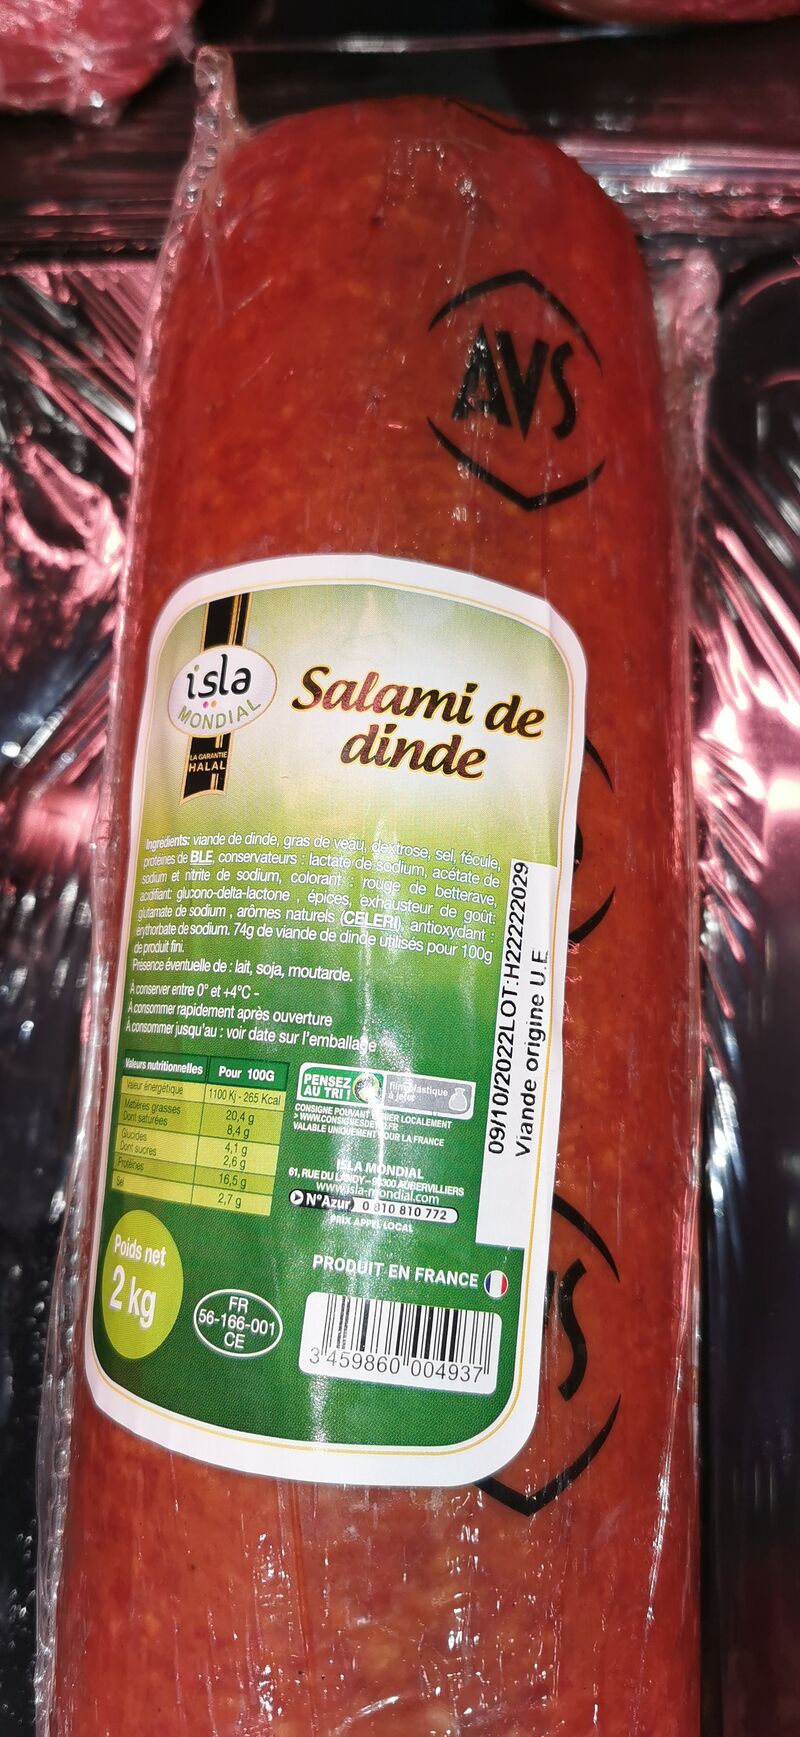 AVS
isla
MONDIAL
LA GARANTIE
HALAL
Salami de
dinde
Ingrédients: viande de dinde, gras de veau, dextrose, sel, fécule,
protéines de BLE, conservateurs : lactate de sodium, acétate de
sodium et nitrite de sodium, colorant : rouge de betterave,
acidifiant: glucono-delta-lactone , épices, exhausteur de goût:
glutamate de sodium , arômes naturels (CELERI), antioxydant :
érythorbate de sodium. 74g de viande de dinde utilisés pour 100g
de produit fini.
Présence éventuelle de : lait, soja, moutarde.
A conserver entre 0° et +4°C -
A consommer rapidement après ouverture
A consommer jusqu'au : voir date sur l'emballage
09/10/2022LOT:H22222029
Viande origine U.E
Valeurs nutritionnelles Pour 100G
Valeur énergétique 1100 Kj - 265 Kcal
Matières grasses 20,4 g
Dont saturées 8,4 g
Glucides 4,1 g
Dont sucres 2,6 g
Protéines 16,5 g
Sel 2,7 g
PENSEZ
AU TRI !
Film plastique
à jeter
CONSIGNE POUVANT VARIER LOCALEMENT
VALABLE UNIQUEMENT POUR LA FRANCE
ISLA MONDIAL
61, RUE DU LANDY - 93300 AUBERVILLIERS
www.isla-mondial.com
N°Azur 0 810 810 772
PRIX APPEL LOCAL
Poids net
2 kg
FR
56-166-001
CE
PRODUIT EN FRANCE
3 459860 004937
S